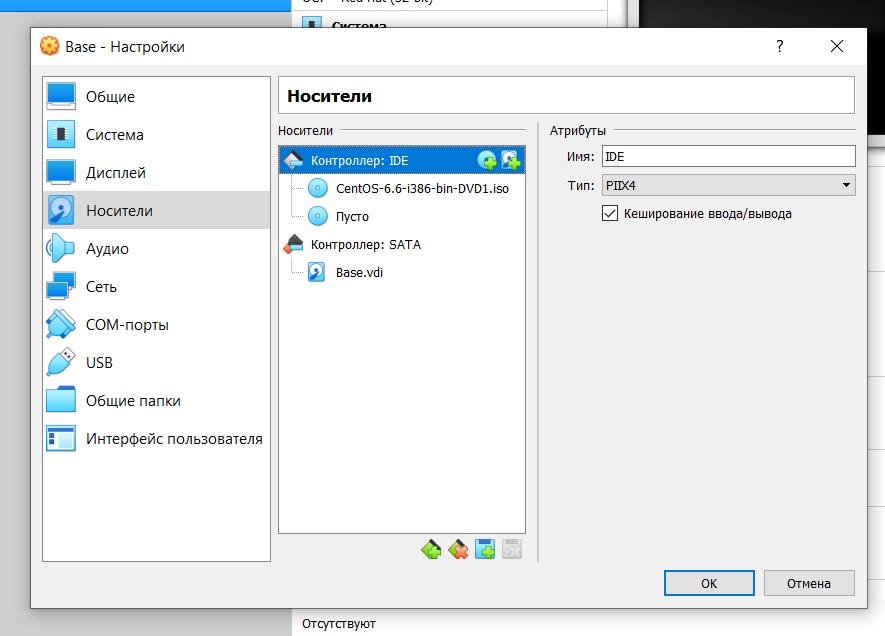 Система
Base - Настройки
?
Общие
Система
Дисплей
Носители
Аудио
Сеть
COM-порты
USB
Общие папки
Интерфейс пользователя
Носители
Носители
Контроллер: IDE
CentOS-6.6-i386-bin-DVD1.iso
Пусто
Контроллер: SATA
Base.vdi
Атрибуты
Имя: IDE
Тип: PIIX4
Кеширование ввода/вывода
OK
Отмена
Отсутствуют